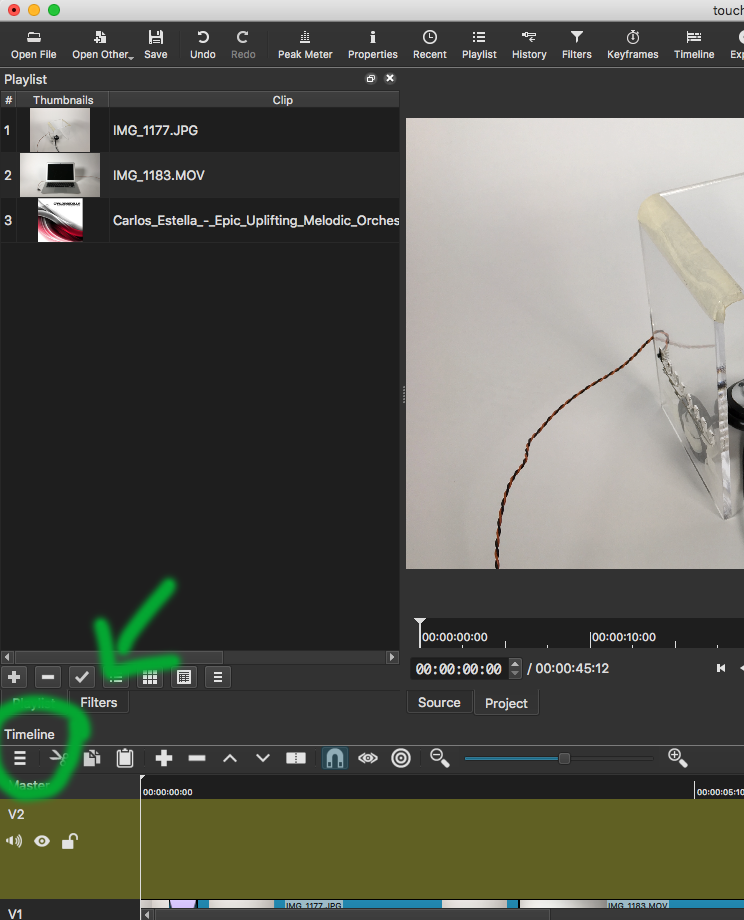 touch
Open File Open Other Save Undo Redo Peak Meter Properties Recent Playlist History Filters Keyframes Timeline Exp
Playlist
# Thumbnails Clip
1 IMG_1177.JPG
2 IMG_1183.MOV
3 Carlos_Estella_-_Epic_Uplifting_Melodic_Orches
00:00:00:00 00:00:10:00
00:00:00:00 / 00:00:45:12
Playlist Filters
Source Project
Timeline
Master
00:00:00:00 00:00:05:10
V2
V1
IMG_1177.JPG IMG_1183.MOV